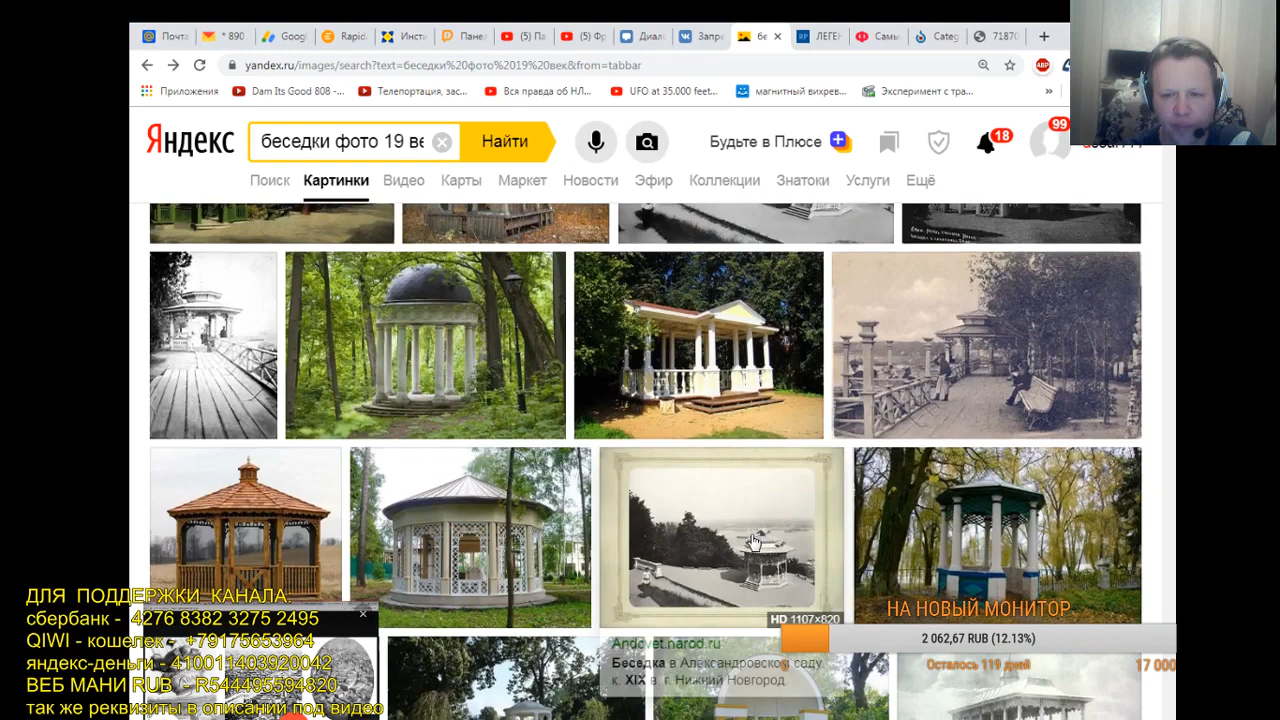 Почта
* 890
Googl
Rapid
Инсти
Панел
(5) Па
(5) Фр
Диало
Запре
бе
ЛЕГЕ
Самы
Categ
71870
yandex.ru/images/search?text=беседки%20фото%2019%20век&from=tabbar
ABP
Приложения
Dam Its Good 808 -...
Телепортация, зас...
Вся правда об НЛ...
UFO at 35.000 feet...
магнитный вихрев...
Эксперимент с тра...
»
Яндекс
беседки фото 19 ве
Найти
Будьте в Плюсе
18
99
Поиск
Картинки
Видео
Карты
Маркет
Новости
Эфир
Коллекции
Знатоки
Услуги
Ещё
HD 1107×820
Andcvet.narod.ru
Беседка в Александровском саду.
к. XIX в. г. Нижний Новгород.
ДЛЯ ПОДДЕРЖКИ КАНАЛА:
сбербанк - 4276 8382 3275 2495
QIWI - кошелек - +79175653964
яндекс-деньги - 410011403920042
ВЕБ МАНИ RUB - R544495594820
так же реквизиты в описании под видео
НА НОВЫЙ МОНИТОР
2 062,67 RUB (12.13%)
0
Осталось 119 дней
17 000